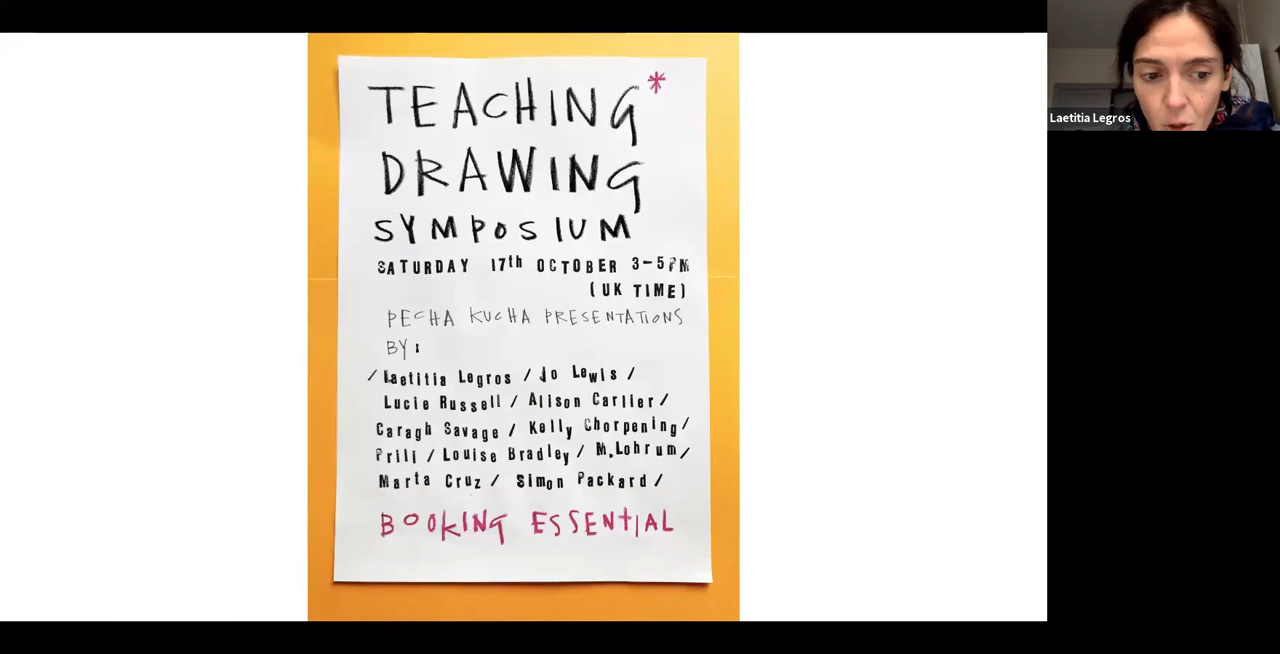 TEACHING*
DRAWING
SYMPOSIUM
SATURDAY 17th OCTOBER 3-5PM
(UK TIME)
PECHA KUCHA PRESENTATIONS
BY:
/Laetitia Legros / Jo Lewis /
Lucie Russell / Alison Carlier /
Caragh Savage / Kelly Chorpening/
Prili / Louise Bradley / M.Lohrum/
Marta Cruz / Simon Packard /
BOOKING ESSENTIAL
Laetitia Legros